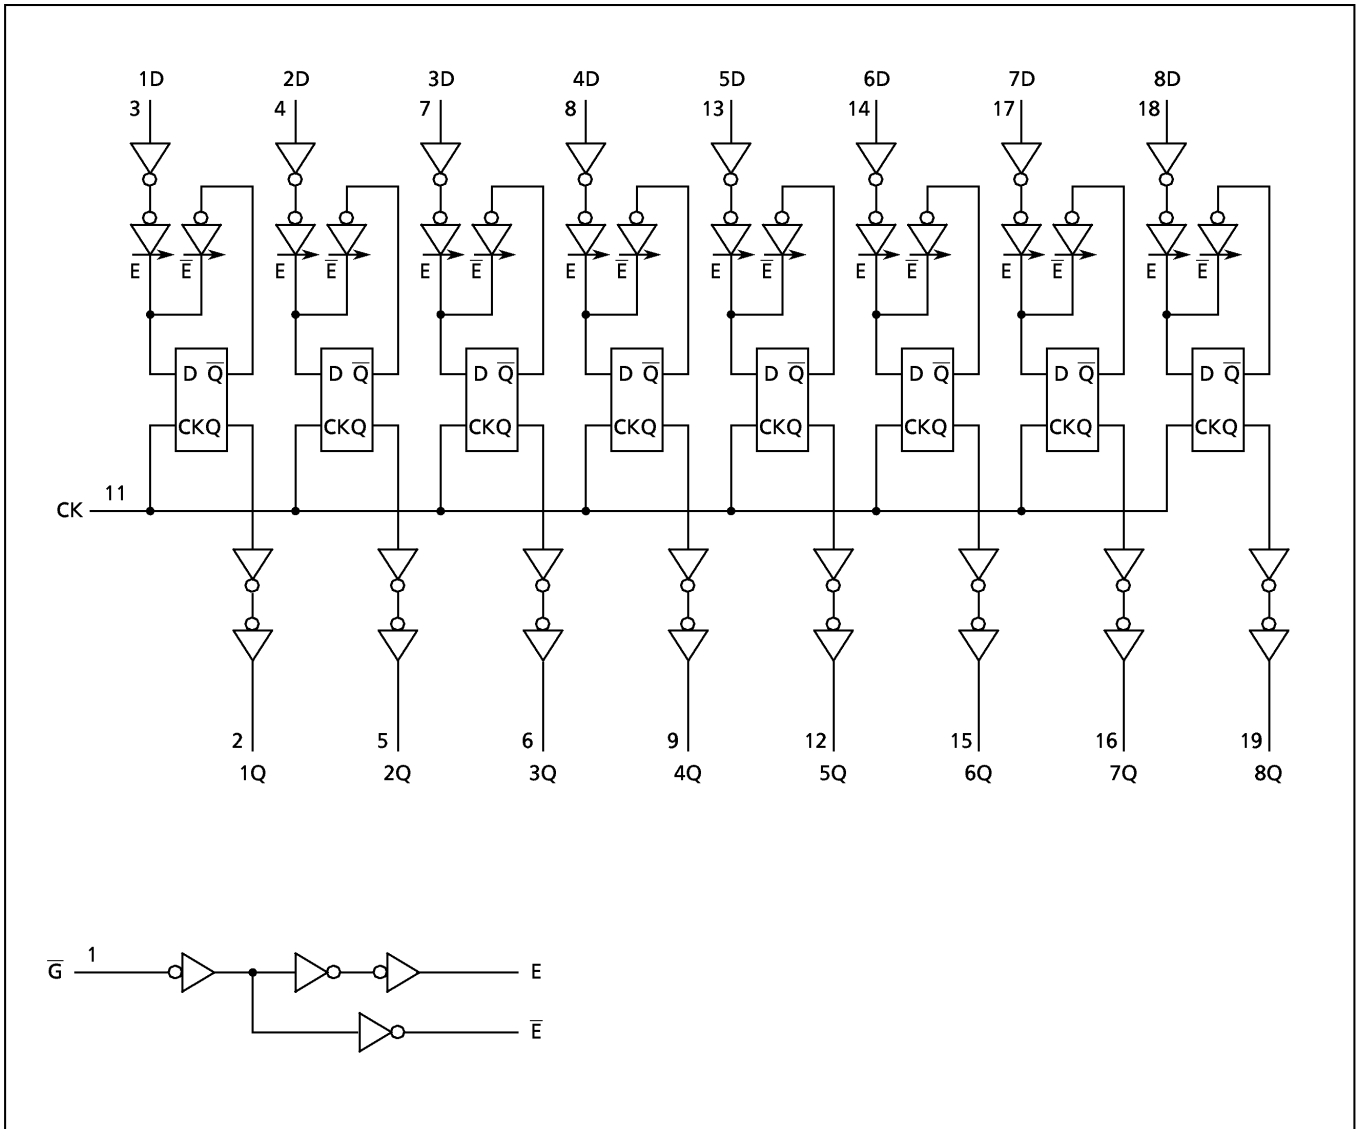 1D 2D 3D 4D 5D 6D 7D 8D
3 4 7 8 13 14 17 18
E E̅ E E̅ E E̅ E E̅ E E̅ E E̅ E E̅ E E̅
D Q̅ D Q̅ D Q̅ D Q̅ D Q̅ D Q̅ D Q̅ D Q̅
CKQ CKQ CKQ CKQ CKQ CKQ CKQ CKQ
11
CK
2 5 6 9 12 15 16 19
1Q 2Q 3Q 4Q 5Q 6Q 7Q 8Q
1
G̅ E
E̅